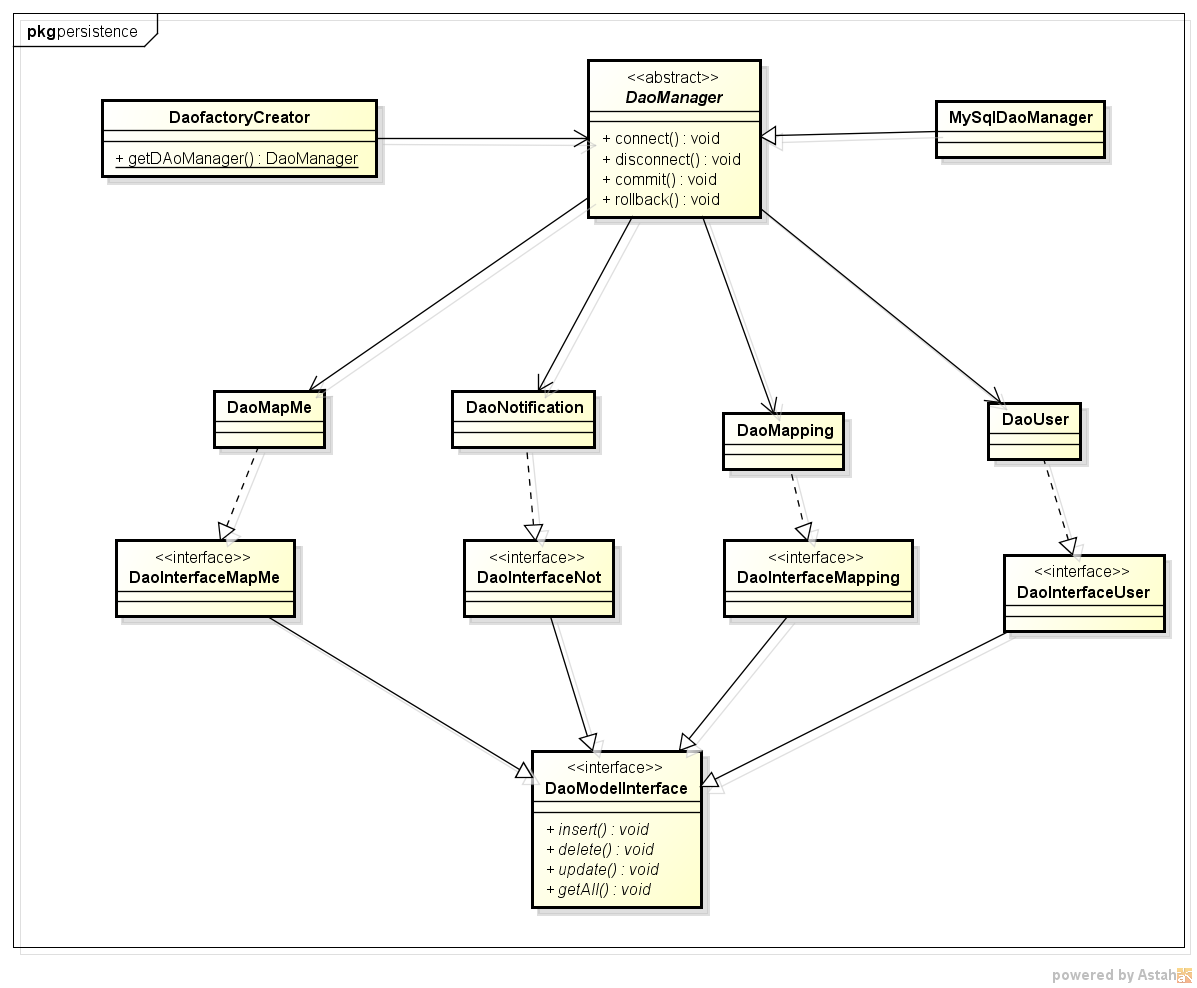 pkg persistence
<<abstract>>
DaoManager
+ connect() : void
+ disconnect() : void
+ commit() : void
+ rollback() : void
DaofactoryCreator
+ getDAoManager() : DaoManager
MySqlDaoManager
DaoMapMe
DaoNotification
DaoMapping
DaoUser
<<interface>>
DaoInterfaceMapMe
<<interface>>
DaoInterfaceNot
<<interface>>
DaoInterfaceMapping
<<interface>>
DaoInterfaceUser
<<interface>>
DaoModelInterface
+ insert() : void
+ delete() : void
+ update() : void
+ getAll() : void
powered by Astah